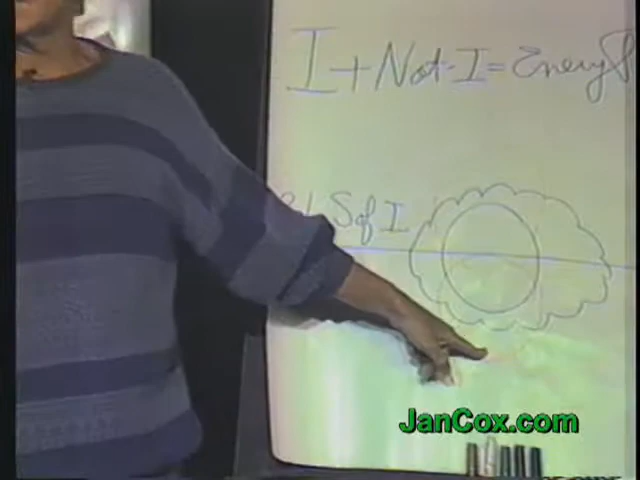 I + Not-I = Energy
S of I
JanCox.com